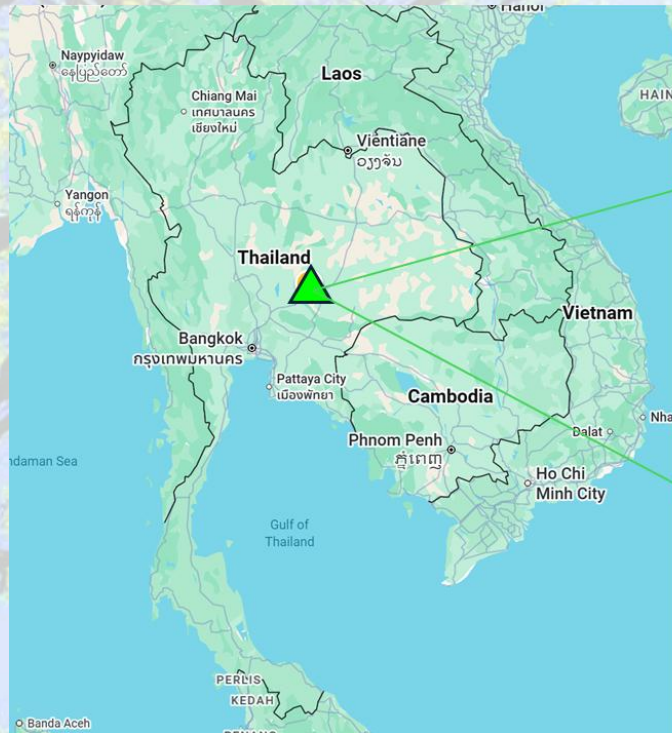 Hanoi
Naypyidaw
နေပြည်တော်
Laos
HAIN
Chiang Mai
เทศบาลนคร
เชียงใหม่
Vientiane
ວຽງຈັນ
Yangon
ရန်ကုန်
Thailand
Vietnam
Bangkok
กรุงเทพมหานคร
Pattaya City
เมืองพัทยา
Cambodia
Nha
Dalat
Phnom Penh
ភ្នំពេញ
ndaman Sea
Ho Chi
Minh City
Gulf of
Thailand
PERLIS
KEDAH
Banda Aceh
PENANG